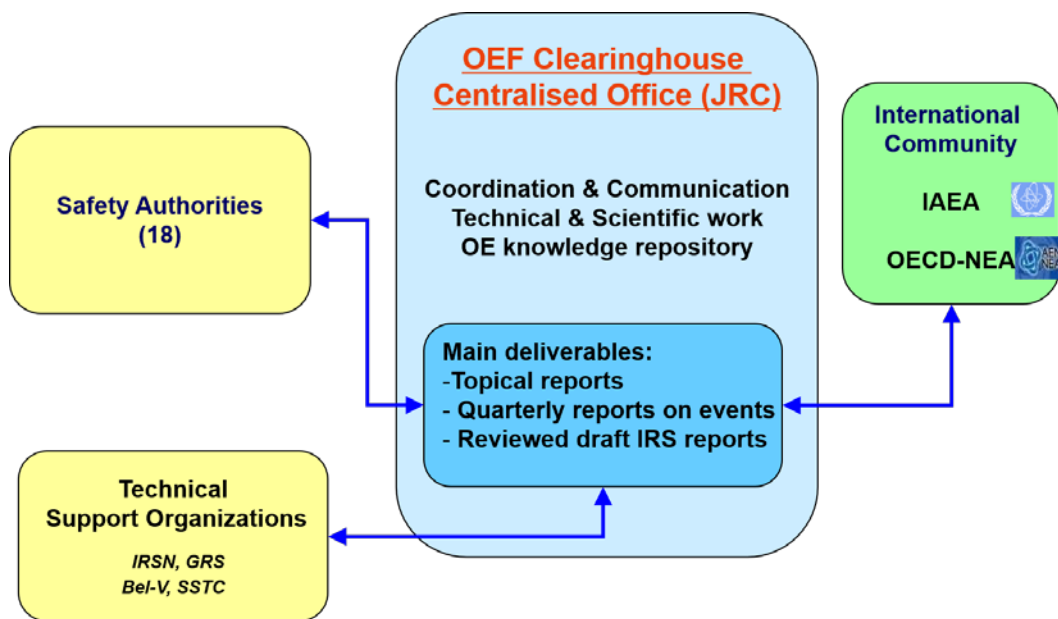 OEF Clearinghouse
Centralised Office (JRC)
Coordination & Communication
Technical & Scientific work
OE knowledge repository
Main deliverables:
-Topical reports
- Quarterly reports on events
- Reviewed draft IRS reports
Safety Authorities
(18)
Technical
Support Organizations
IRSN, GRS
Bel-V, SSTC
International
Community
IAEA
OECD-NEA